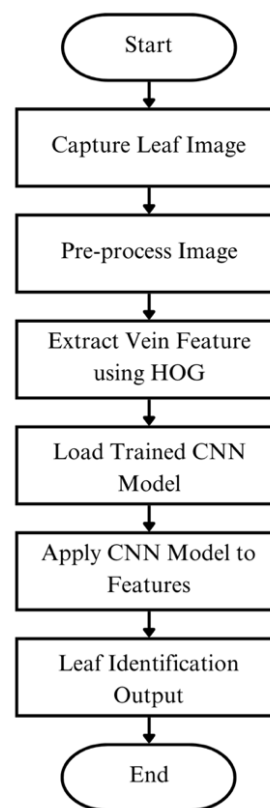 Start
Capture Leaf Image
Pre-process Image
Extract Vein Feature
using HOG
Load Trained CNN
Model
Apply CNN Model to
Features
Leaf Identification
Output
End